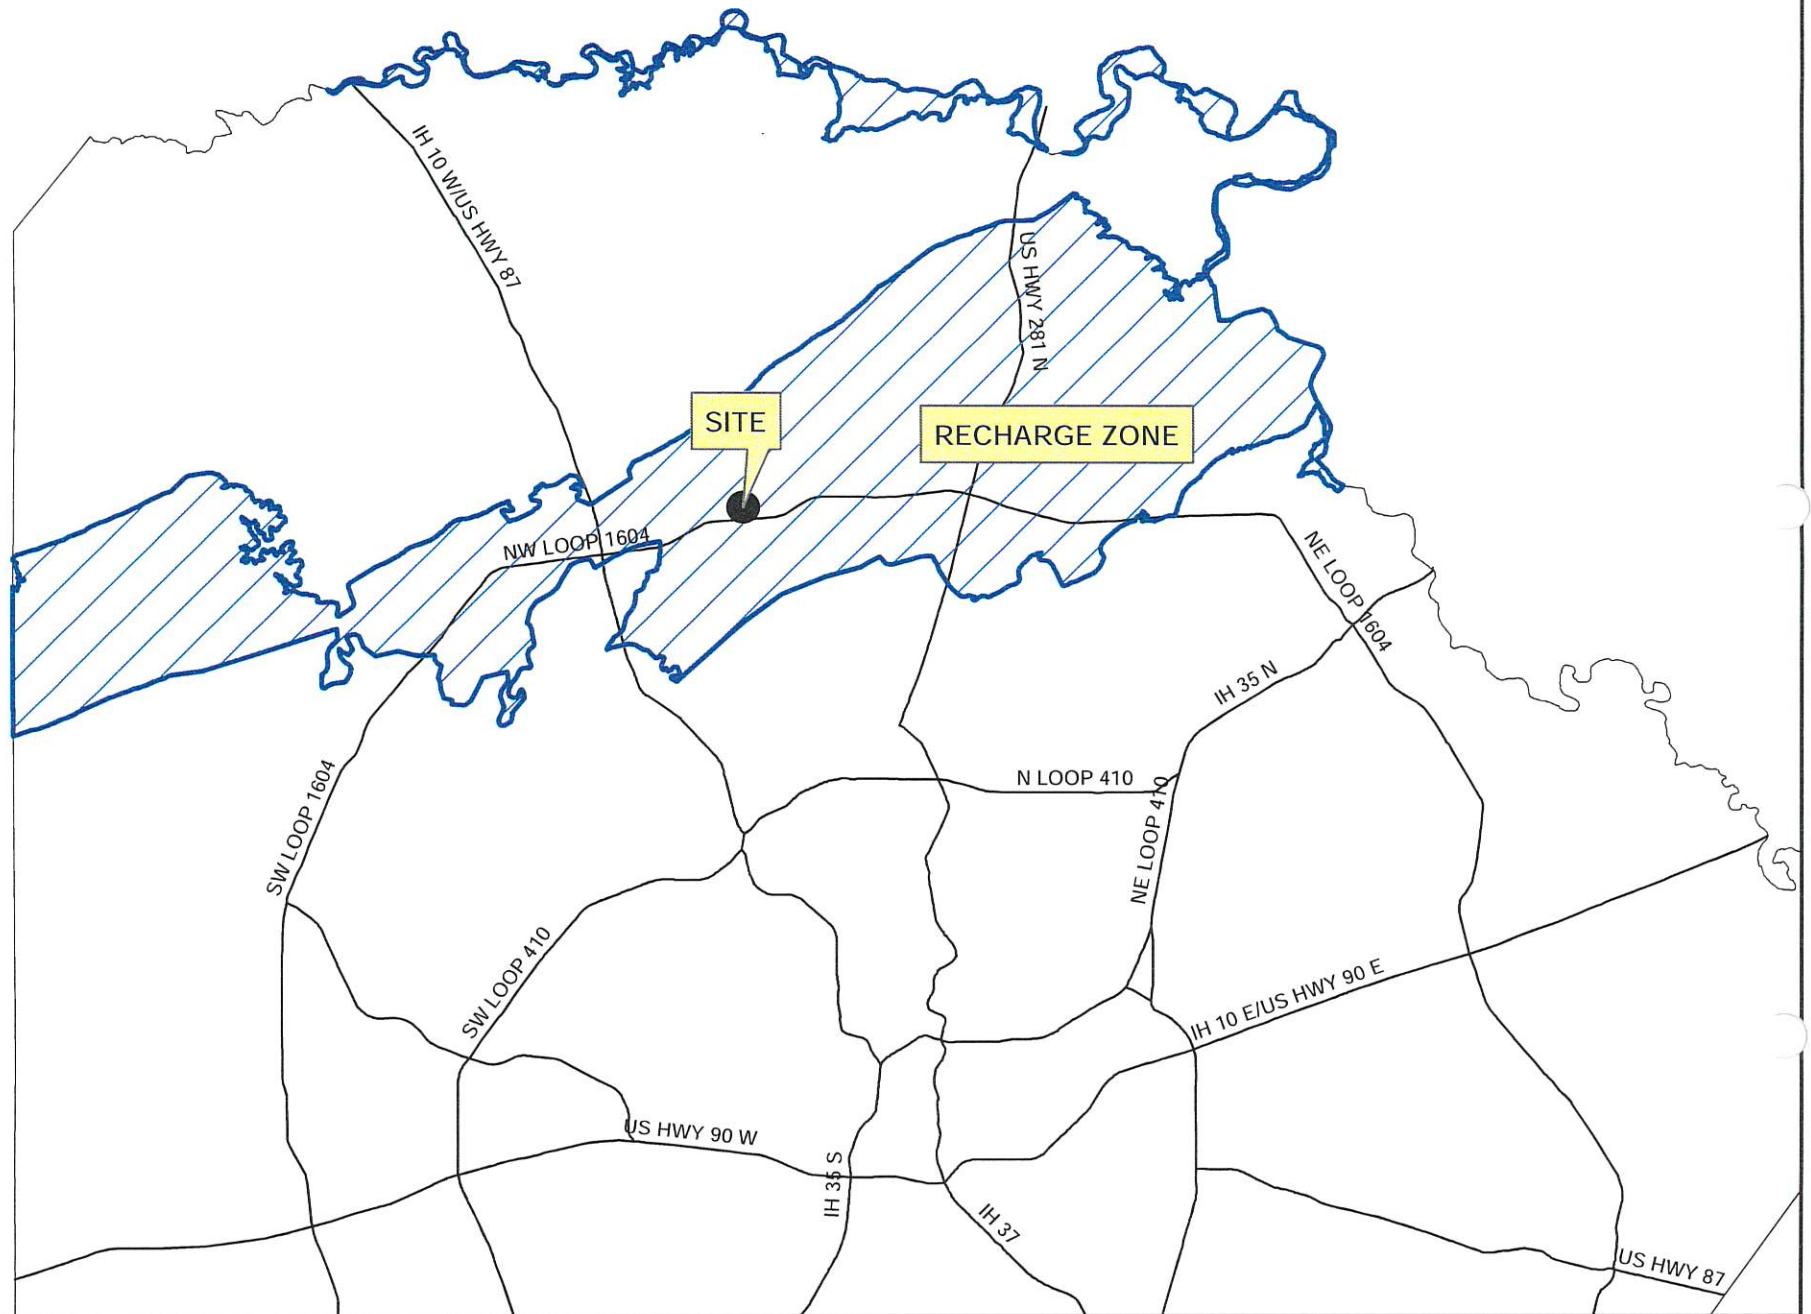 IH 10 W/US HWY 87
US HWY 281 N
SITE
RECHARGE ZONE
NW LOOP 1604
NE LOOP 1604
IH 35 N
SW LOOP 1604
N LOOP 410
NE LOOP 410
SW LOOP 410
IH 10 E/US HWY 90 E
US HWY 90 W
IH 35 S
IH 37
US HWY 87